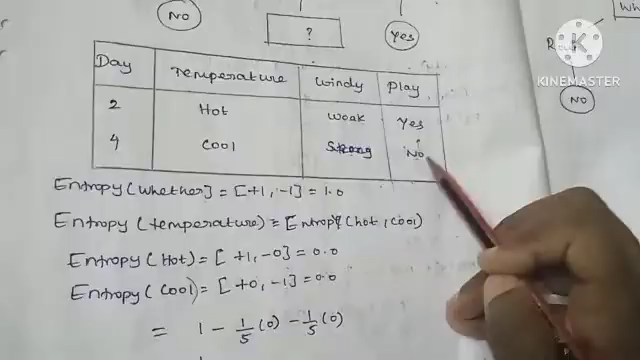 NO
?
Yes
Whe
NO
KINEMASTER
Day Temperature Windy Play
2 Hot Weak Yes
4 Cool Strong No
Entropy (Whether) = [+1, -1] = 1.0
Entropy (temperature) = [Entropy (hot, cool)
Entropy (Hot) = [+1, -0] = 0.0
Entropy (Cool) = [+0, -1] = 0.0
= 1 - 1/5 (0) - 1/5 (0)